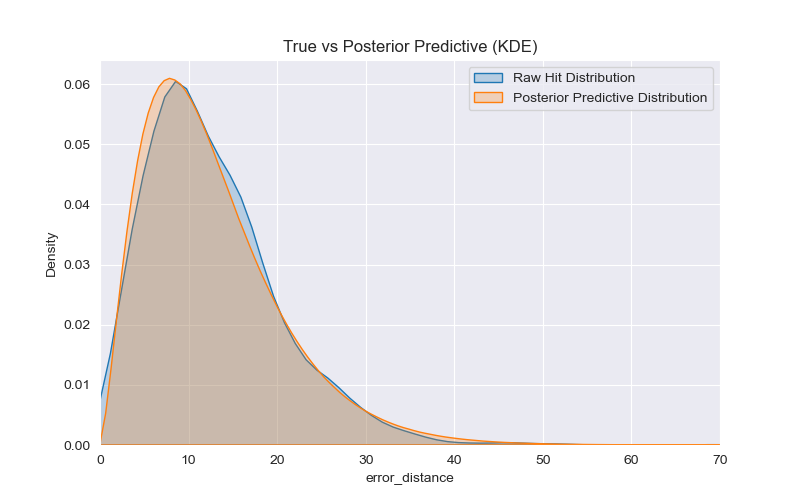 True vs Posterior Predictive (KDE)
Raw Hit Distribution
Posterior Predictive Distribution
Density
0.06
0.05
0.04
0.03
0.02
0.01
0.00
0 10 20 30 40 50 60 70
error_distance